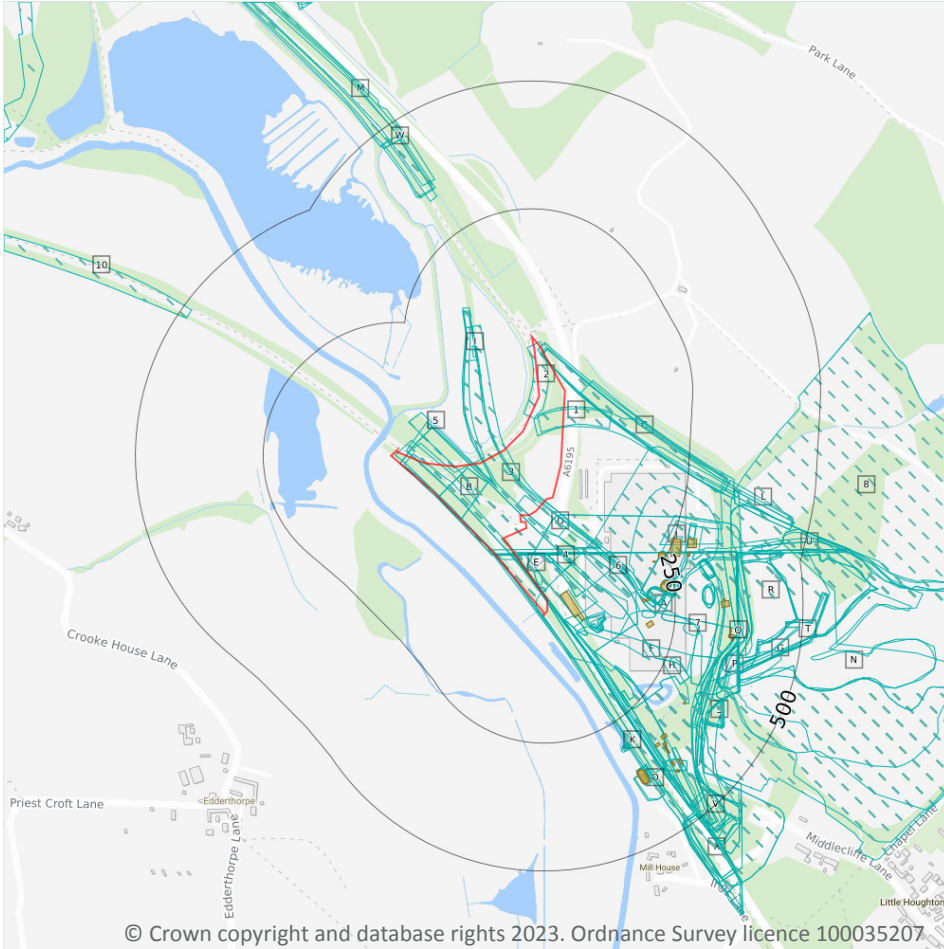 Park Lane
M
W
10
I
2
1
5
C
3
A6195
B
L
8
D
4
U
E
6
250
R
A
7
O
T
G
F
P
N
H
500
K
Q
Crooke House Lane
Priest Croft Lane
Edderthorpe
Edderthorpe Lane
V
X
Middlecliffe Lane
Chapel Lane
Mill House
Little Houghton
© Crown copyright and database rights 2023. Ordnance Survey licence 100035207.